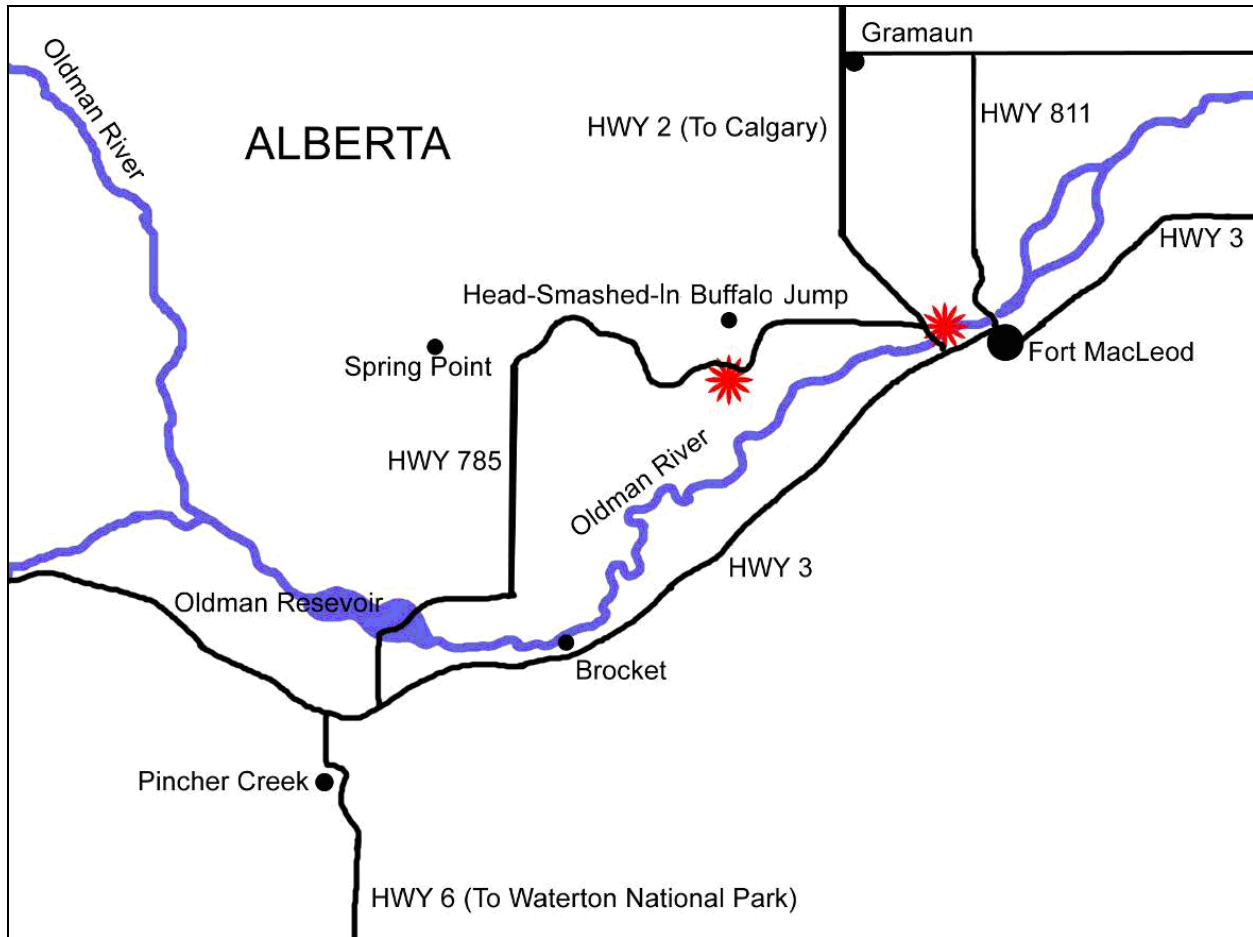 Gramaun
Oldman River
HWY 811
HWY 2 (To Calgary)
ALBERTA
HWY 3
Head-Smashed-In Buffalo Jump
Fort MacLeod
Spring Point
HWY 785
Oldman River
HWY 3
Oldman Resevoir
Brocket
Pincher Creek
HWY 6 (To Waterton National Park)